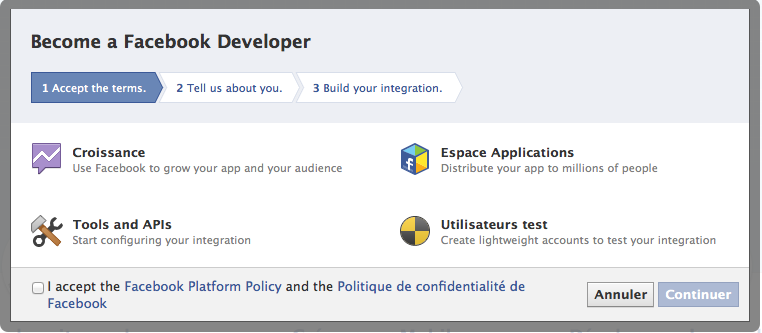 Become a Facebook Developer
1 Accept the terms. 2 Tell us about you. 3 Build your integration.
Croissance
Use Facebook to grow your app and your audience
Espace Applications
Distribute your app to millions of people
Tools and APIs
Start configuring your integration
Utilisateurs test
Create lightweight accounts to test your integration
I accept the Facebook Platform Policy and the Politique de confidentialité de
Facebook
Annuler Continuer